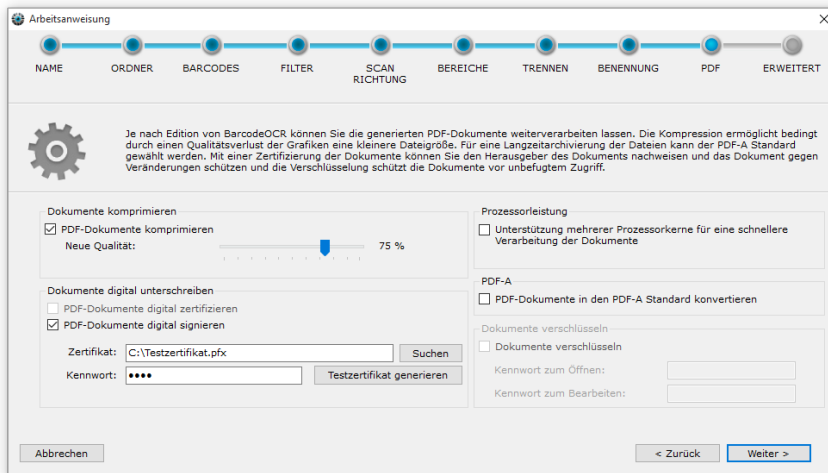 Arbeitsanweisung
NAME
ORDNER
BARCODES
FILTER
SCAN
RICHTUNG
BEREICHE
TRENNEN
BENENNUNG
PDF
ERWEITERT
Je nach Edition von BarcodeOCR können Sie die generierten PDF-Dokumente weiterverarbeiten lassen. Die Kompression ermöglicht bedingt
durch einen Qualitätsverlust der Grafiken eine kleinere Dateigröße. Für eine Langzeitarchivierung der Dateien kann der PDF-A Standard
gewählt werden. Mit einer Zertifizierung der Dokumente können Sie den Herausgeber des Dokuments nachweisen und das Dokument gegen
Veränderungen schützen und die Verschlüsselung schützt die Dokumente vor unbefugtem Zugriff.
Dokumente komprimieren
PDF-Dokumente komprimieren
Neue Qualität: 75 %
Dokumente digital unterschreiben
PDF-Dokumente digital zertifizieren
PDF-Dokumente digital signieren
Zertifikat: C:\Testzertifikat.pfx Suchen
Kennwort: •••• Testzertifikat generieren
Prozessorleistung
Unterstützung mehrerer Prozessorkerne für eine schnellere
Verarbeitung der Dokumente
PDF-A
PDF-Dokumente in den PDF-A Standard konvertieren
Dokumente verschlüsseln
Dokumente verschlüsseln
Kennwort zum Öffnen:
Kennwort zum Bearbeiten:
Abbrechen
< Zurück
Weiter >